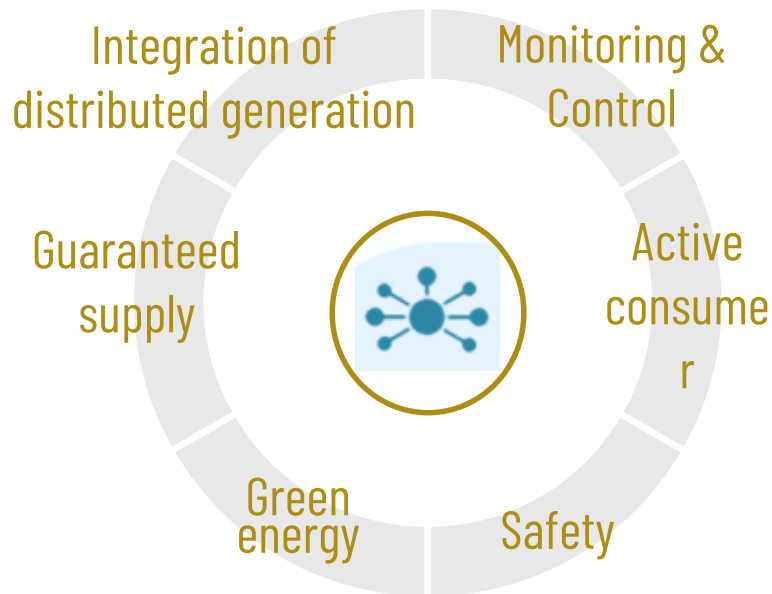 Integration of
distributed generation
Monitoring &
Control
Guaranteed
supply
Active
consume
r
Green
energy
Safety